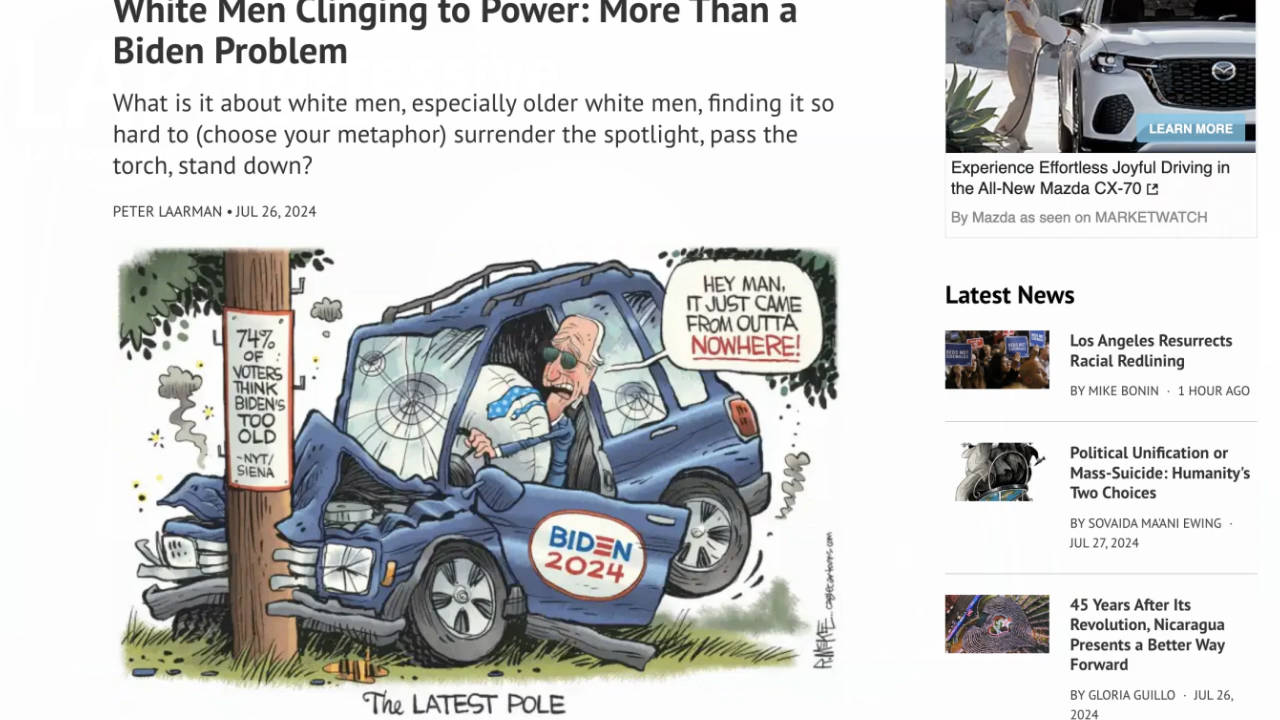 White Men Clinging to Power: More Than a
Biden Problem
What is it about white men, especially older white men, finding it so
hard to (choose your metaphor) surrender the spotlight, pass the
torch, stand down?
PETER LAARMAN • JUL 26, 2024
74%
OF
VOTERS
THINK
BIDEN'S
TOO
OLD
-NYT/
SIENA
HEY MAN,
IT JUST CAME
FROM OUTTA
NOWHERE!
BIDEN
2024
The LATEST POLE
LEARN MORE
Experience Effortless Joyful Driving in
the All-New Mazda CX-70
By Mazda as seen on MARKETWATCH
Latest News
Los Angeles Resurrects
Racial Redlining
BY MIKE BONIN · 1 HOUR AGO
Political Unification or
Mass-Suicide: Humanity's
Two Choices
BY SOVAIDA MA'ANI EWING ·
JUL 27, 2024
45 Years After Its
Revolution, Nicaragua
Presents a Better Way
Forward
BY GLORIA GUILLO · JUL 26,
2024